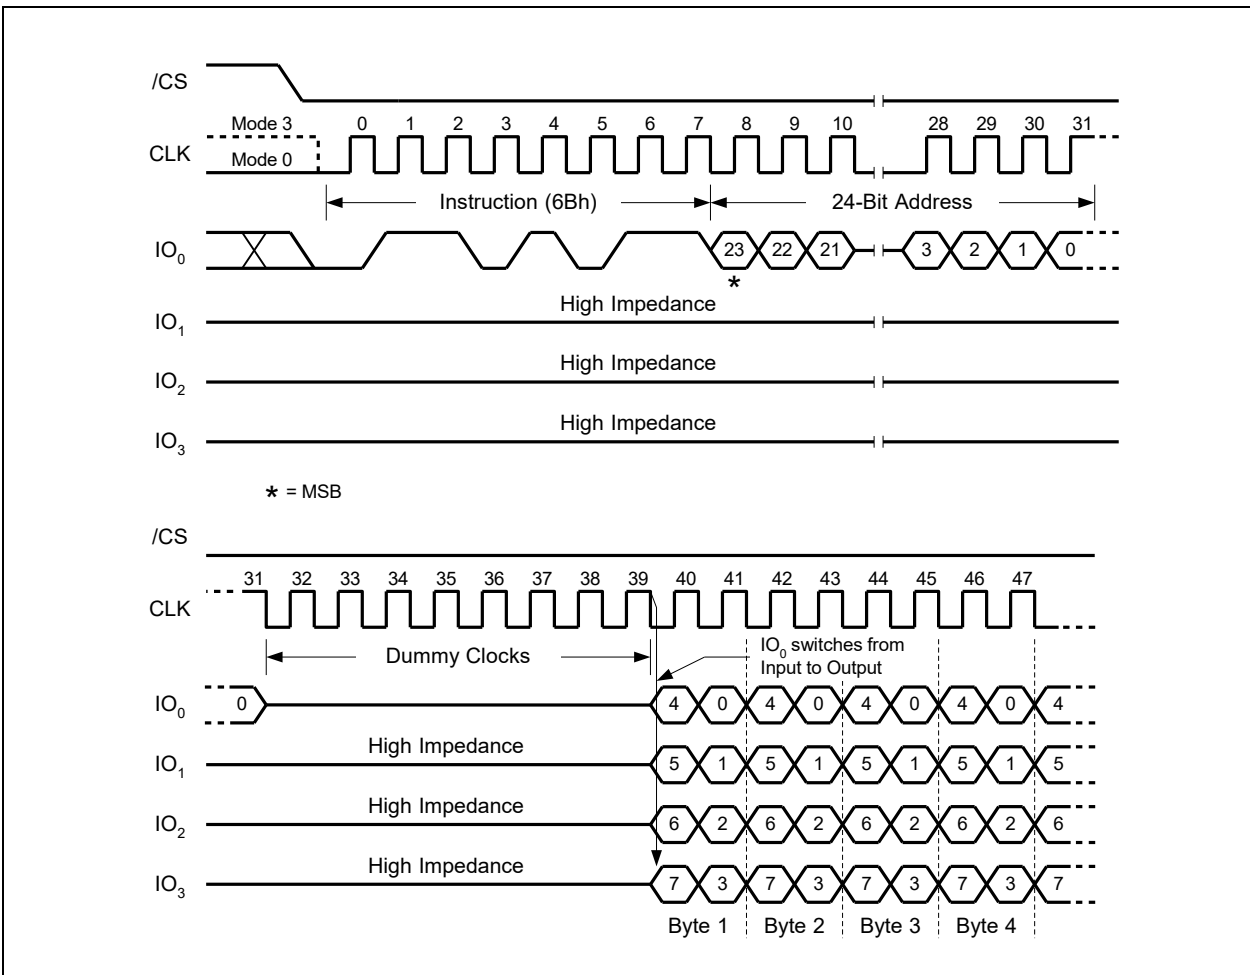 /CS
Mode 3 0 1 2 3 4 5 6 7 8 9 10 28 29 30 31
CLK
Mode 0
Instruction (6Bh) 24-Bit Address
IO0 23 22 21 3 2 1 0
*
High Impedance
IO1
High Impedance
IO2
High Impedance
IO3
* = MSB
/CS
31 32 33 34 35 36 37 38 39 40 41 42 43 44 45 46 47
CLK
IO0 switches from
Dummy Clocks Input to Output
IO0 0 4 0 4 0 4 0 4 0 4
High Impedance
IO1 5 1 5 1 5 1 5 1 5
High Impedance
IO2 6 2 6 2 6 2 6 2 6
High Impedance
IO3 7 3 7 3 7 3 7 3 7
Byte 1 Byte 2 Byte 3 Byte 4